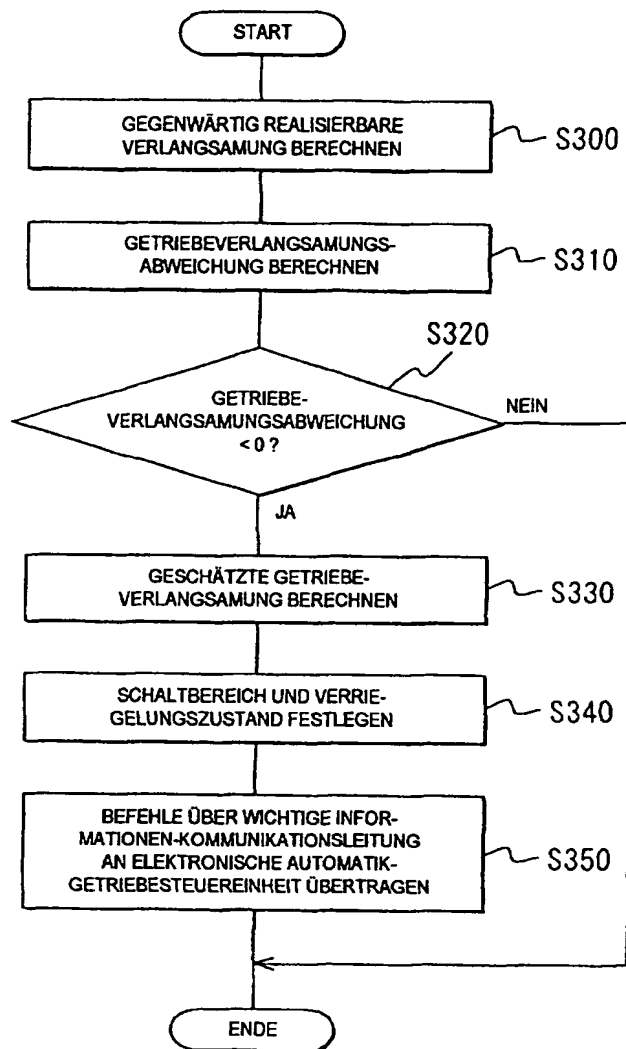 START
GEGENWÄRTIG REALISIERBARE
VERLANGSAMUNG BERECHNEN
S300
GETRIEBEVERLANGSAMUNGS-
ABWEICHUNG BERECHNEN
S310
S320
GETRIEBE-
VERLANGSAMUNGSABWEICHUNG
< 0 ?
NEIN
JA
GESCHÄTZTE GETRIEBE-
VERLANGSAMUNG BERECHNEN
S330
SCHALTBEREICH UND VERRIE-
GELUNGSZUSTAND FESTLEGEN
S340
BEFEHLE ÜBER WICHTIGE INFOR-
MATIONEN-KOMMUNIKATIONSLEITUNG
AN ELEKTRONISCHE AUTOMATIK-
GETRIEBESTEUEREINHEIT ÜBERTRAGEN
S350
ENDE